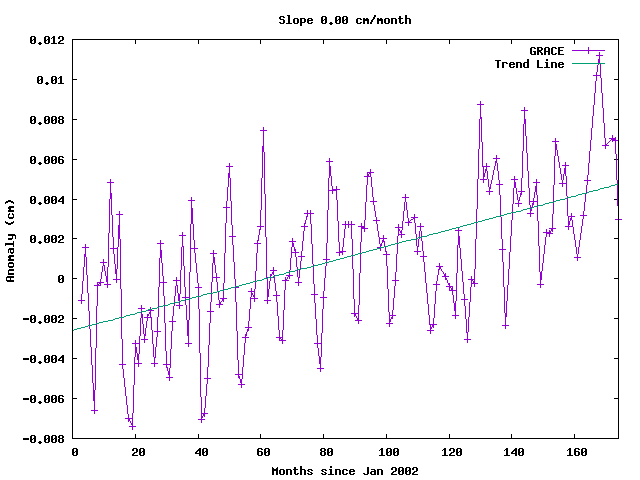 Slope 0.00 cm/month
0.012
0.01
0.008
0.006
0.004
0.002
0
-0.002
-0.004
-0.006
-0.008
Anomaly (cm)
GRACE
Trend Line
0 20 40 60 80 100 120 140 160
Months since Jan 2002